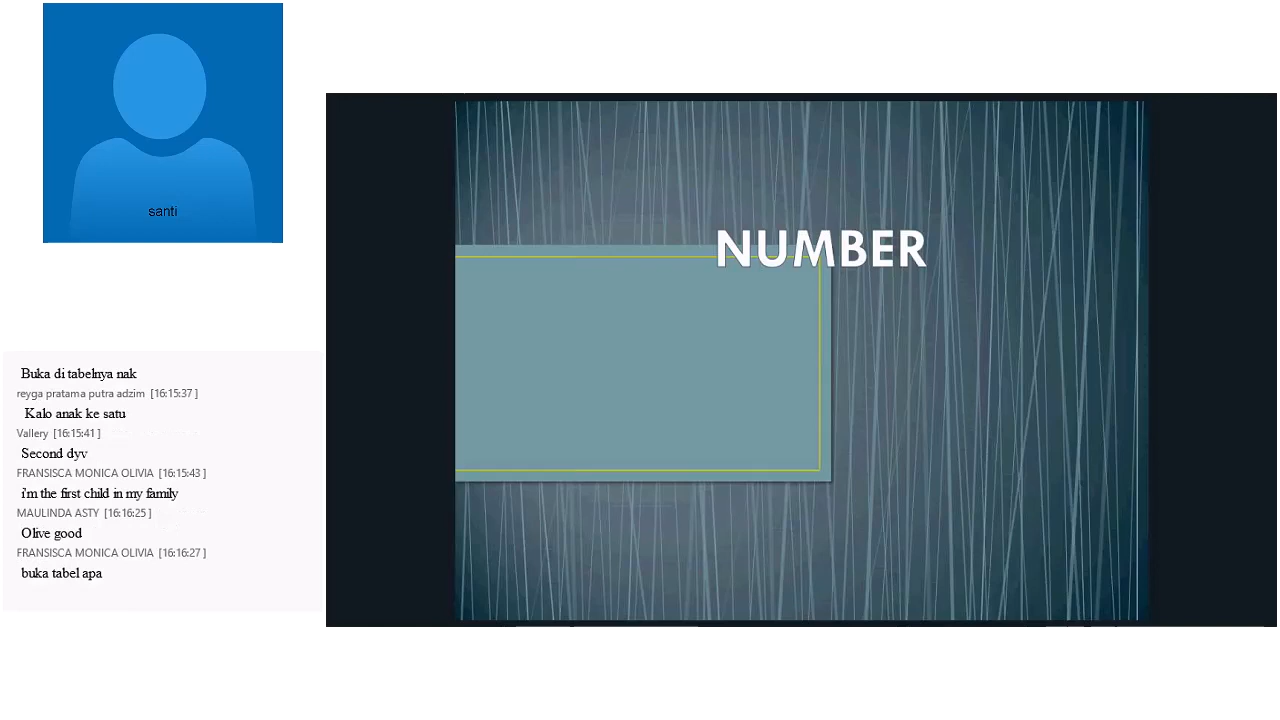 santi
NUMBER
Buka di tabelnya nak
reyga pratama putra adzim [16:15:37 ]
Kalo anak ke satu
Vallery [16:15:41 ]
Second dyv
FRANSISCA MONICA OLIVIA [16:15:43 ]
i'm the first child in my family
MAULINDA ASTY [16:16:25 ]
Olive good
FRANSISCA MONICA OLIVIA [16:16:27 ]
buka tabel apa